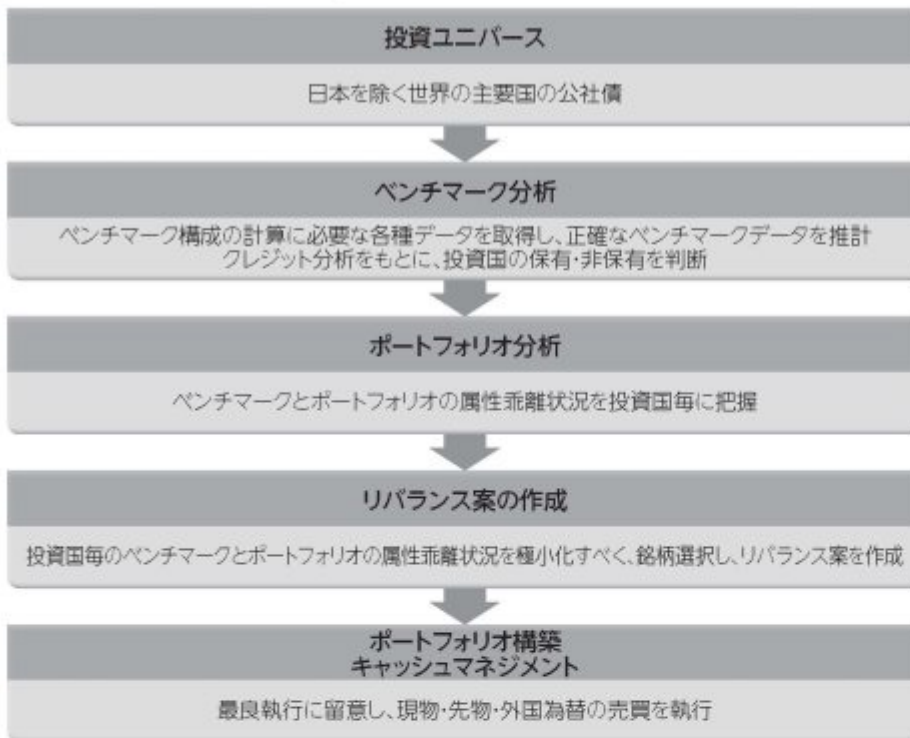 投資ユニバース
日本を除く世界の主要国の公社債
ベンチマーク分析
ベンチマーク構成の計算に必要な各種データを取得し、正確なベンチマークデータを推計
クレジット分析をもとに、投資国の保有・非保有を判断
ポートフォリオ分析
ベンチマークとポートフォリオの属性乖離状況を投資国毎に把握
リバランス案の作成
投資国毎のベンチマークとポートフォリオの属性乖離状況を極小化すべく、銘柄選択し、リバランス案を作成
ポートフォリオ構築
キャッシュマネジメント
最良執行に留意し、現物・先物・外国為替の売買を執行